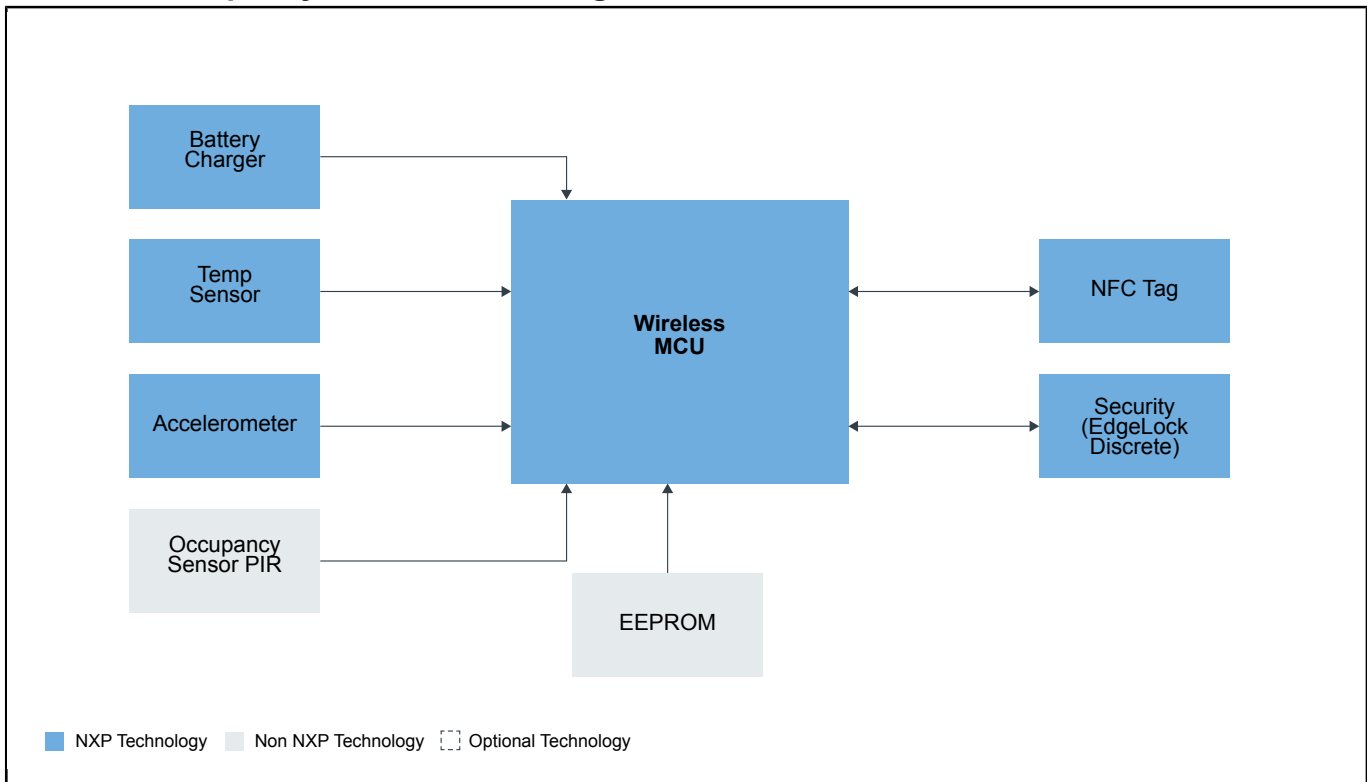 Battery
Charger
Temp
Sensor
Accelerometer
Occupancy
Sensor PIR
Wireless
MCU
EEPROM
NFC Tag
Security
(EdgeLock
Discrete)
NXP Technology
Non NXP Technology
Optional Technology